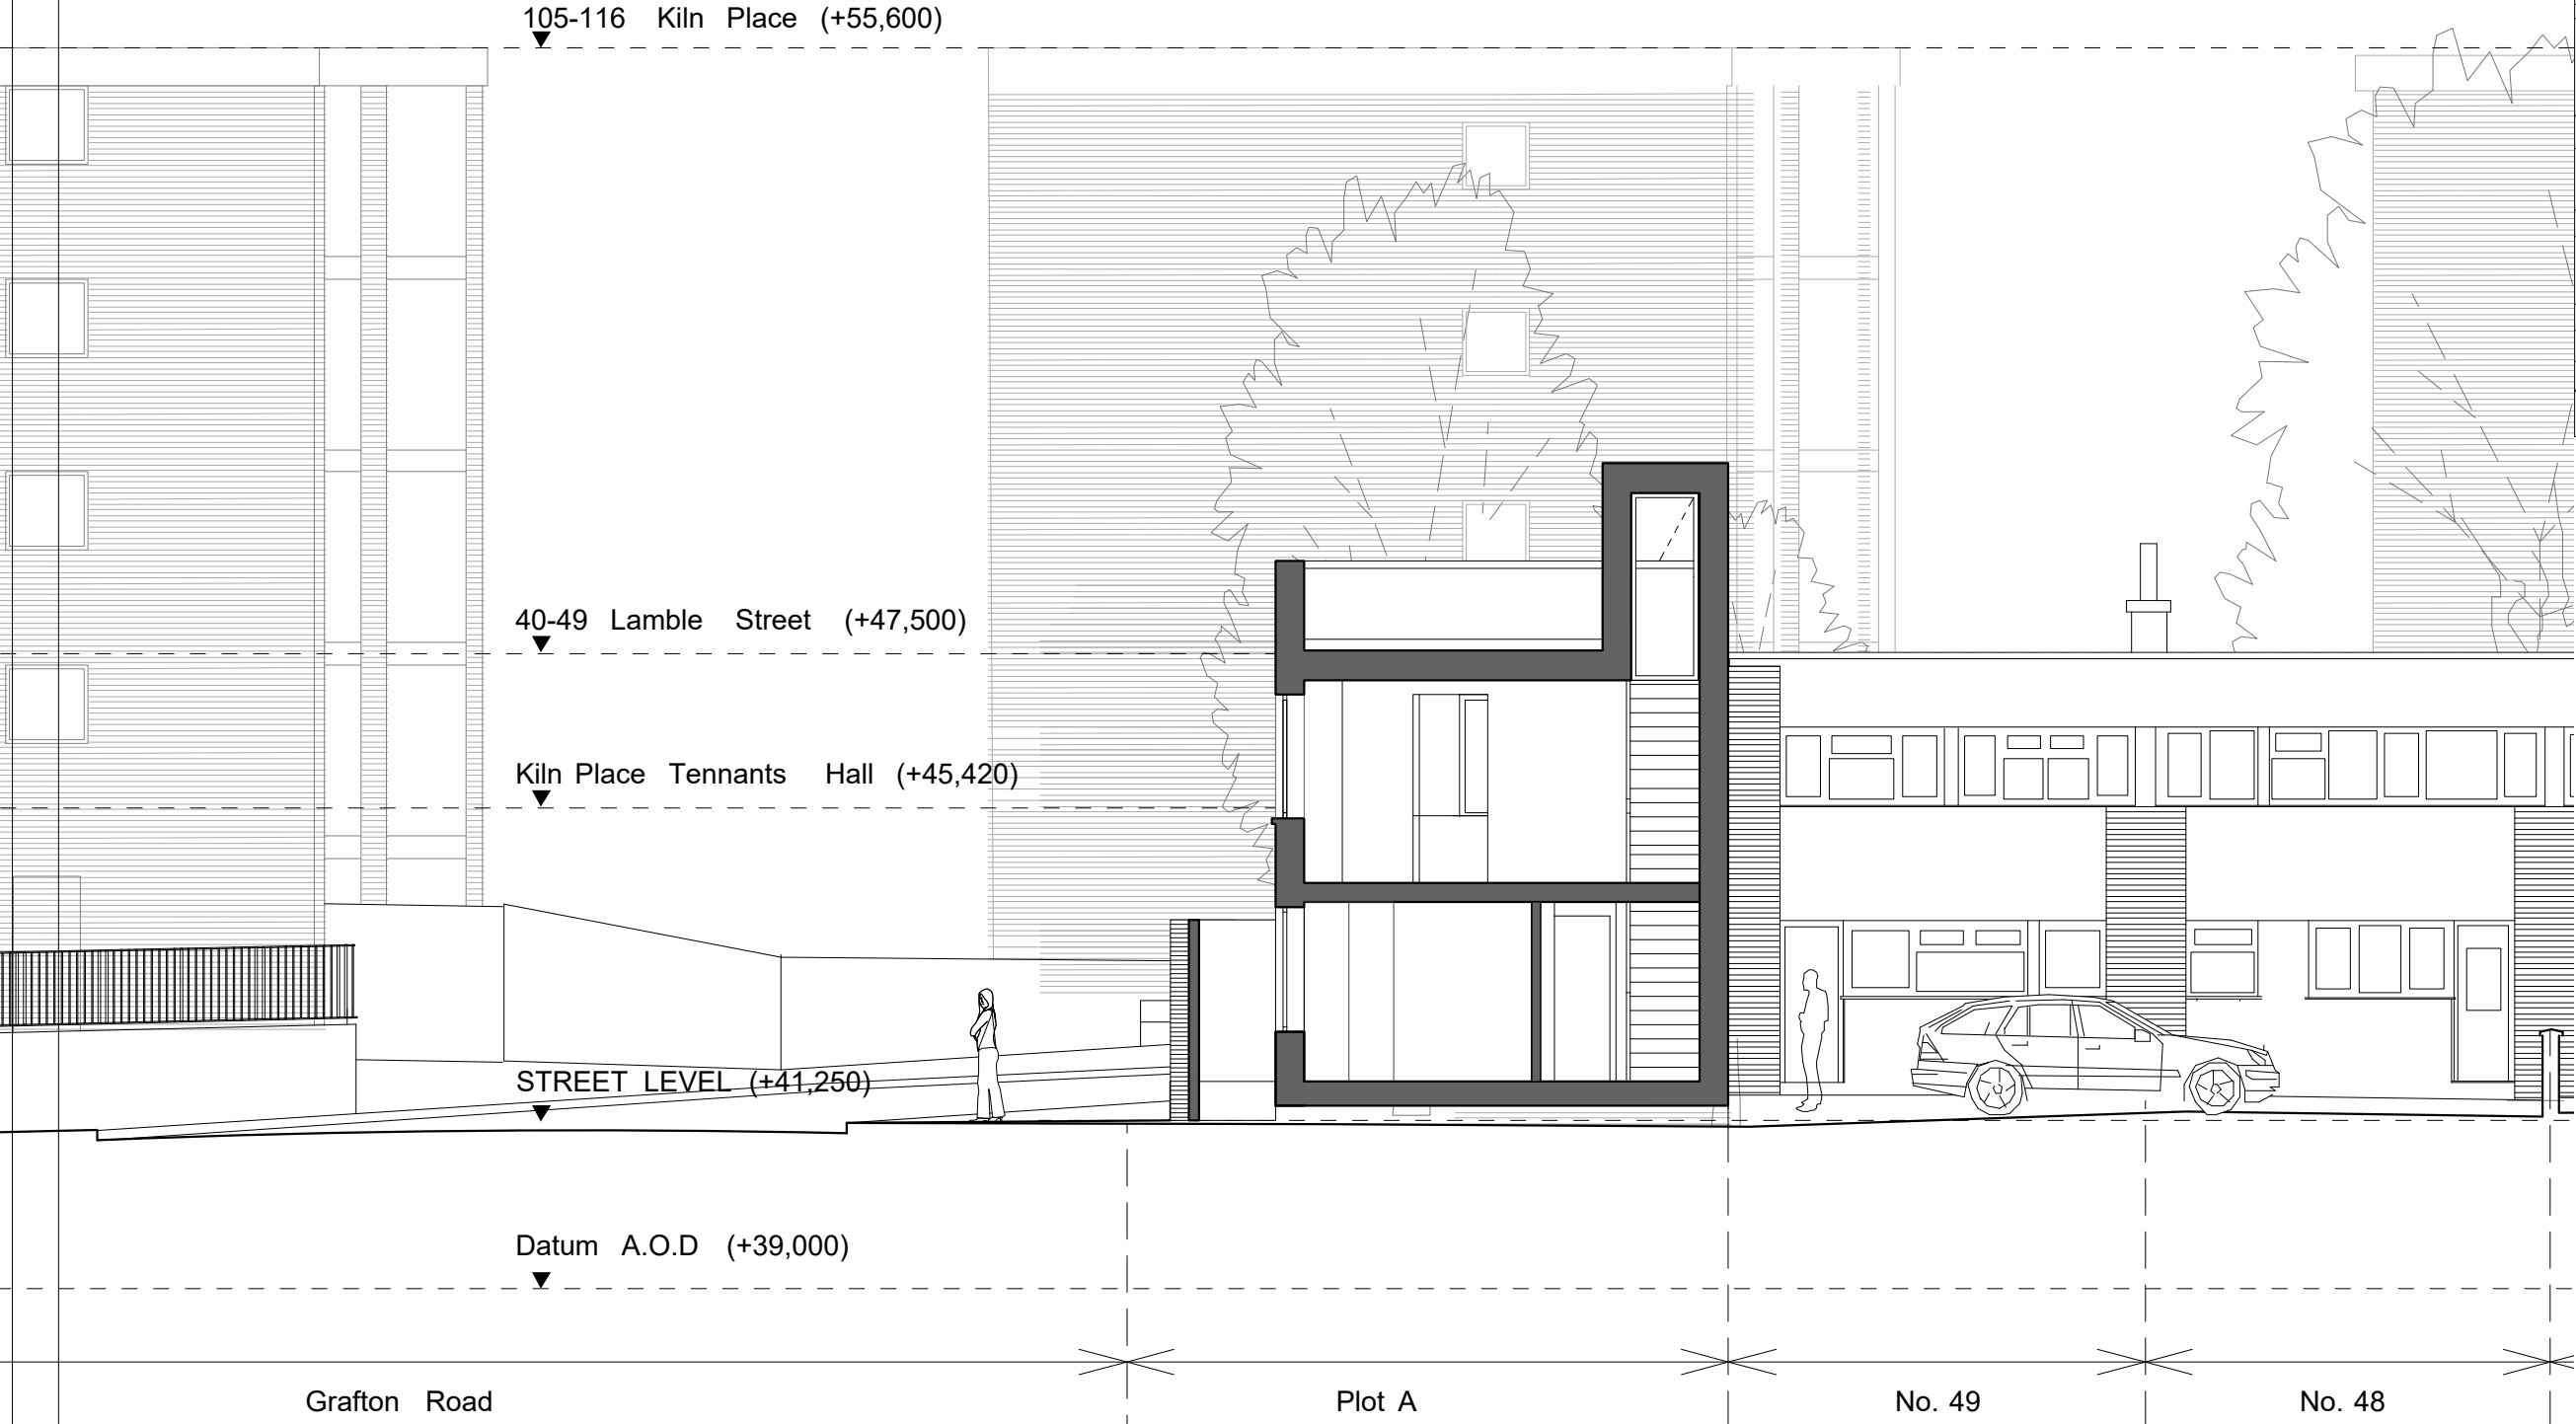 105-116 Kiln Place (+55,600)
40-49 Lamble Street (+47,500)
Kiln Place Tennants Hall (+45,420)
STREET LEVEL (+41,250)
Datum A.O.D (+39,000)
Grafton Road Plot A No. 49 No. 48